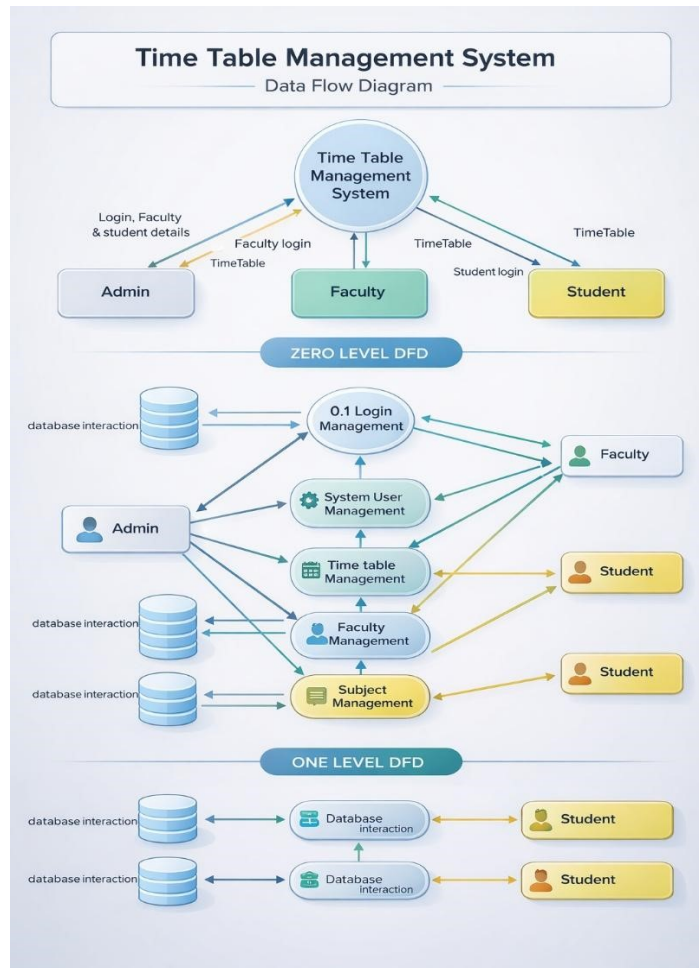 Time Table Management System
Data Flow Diagram
Time Table
Management
System
Login, Faculty
& student details
Faculty login
TimeTable
TimeTable
Student login
TimeTable
Admin
Faculty
Student
ZERO LEVEL DFD
database interaction
0.1 Login
Management
Faculty
System User
Management
Admin
Time table
Management
Student
database interaction
Faculty
Management
Student
database interaction
Subject
Management
ONE LEVEL DFD
database interaction
Database
interaction
Student
database interaction
Database
interaction
Student